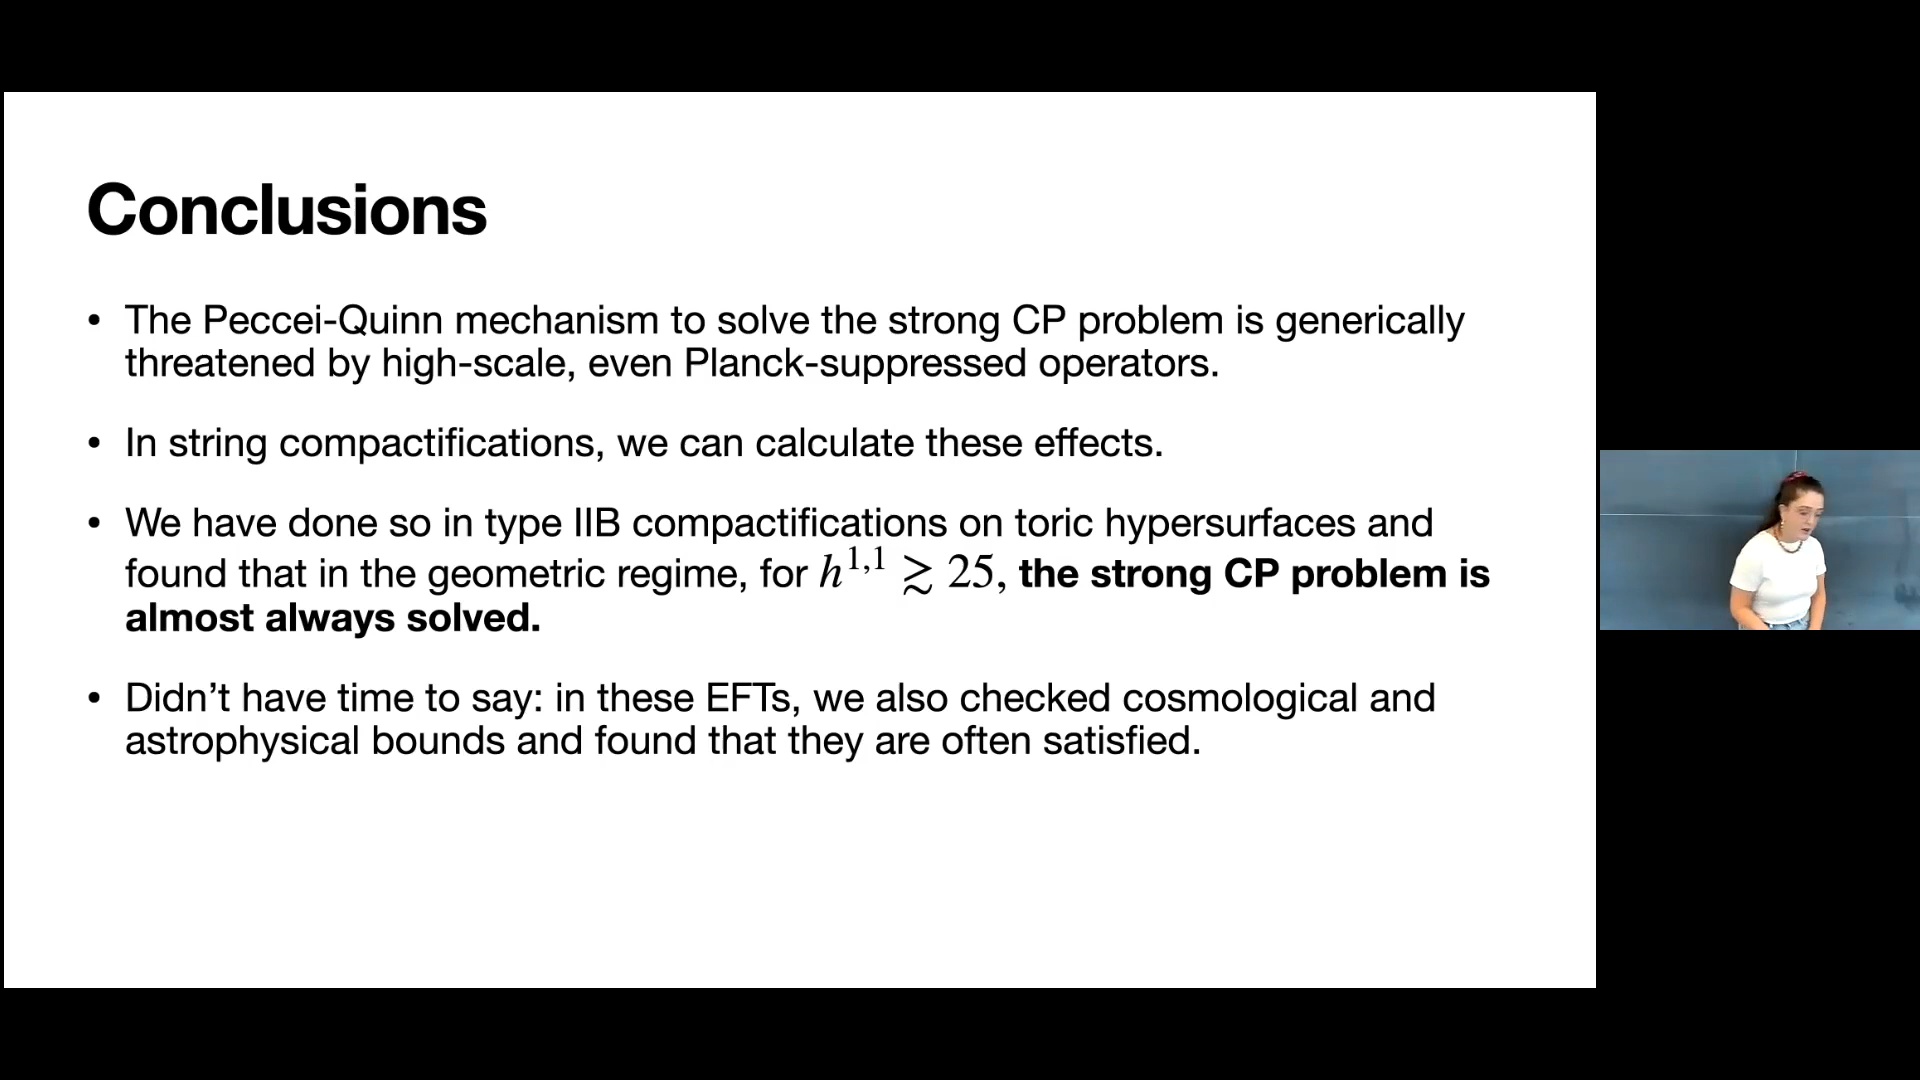 Conclusions
• The Peccei-Quinn mechanism to solve the strong CP problem is generically
threatened by high-scale, even Planck-suppressed operators.
• In string compactifications, we can calculate these effects.
• We have done so in type IIB compactifications on toric hypersurfaces and
found that in the geometric regime, for h^{1,1} ≳ 25, the strong CP problem is
almost always solved.
• Didn’t have time to say: in these EFTs, we also checked cosmological and
astrophysical bounds and found that they are often satisfied.